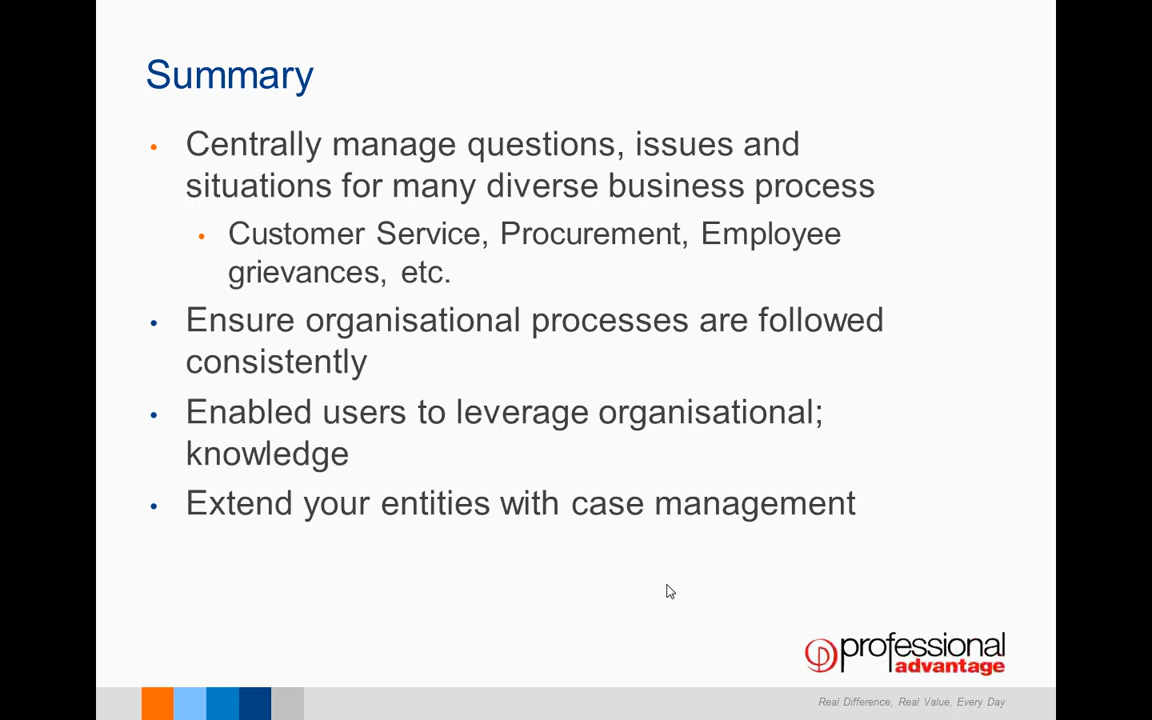 Summary
• Centrally manage questions, issues and
situations for many diverse business process
• Customer Service, Procurement, Employee
grievances, etc.
• Ensure organisational processes are followed
consistently
• Enabled users to leverage organisational;
knowledge
• Extend your entities with case management
professional
advantage
Real Difference, Real Value, Every Day